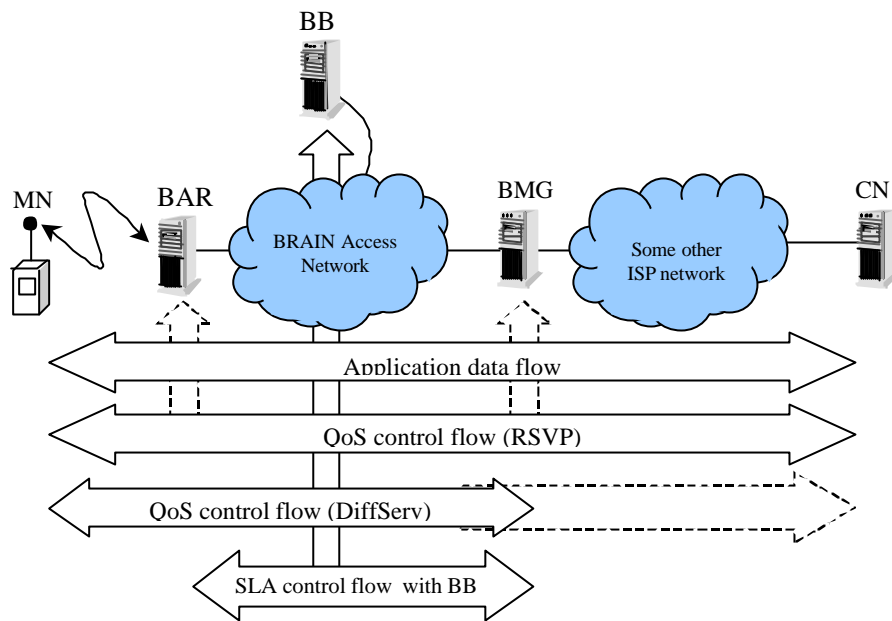 BB
MN
BAR
BMG
CN
BRAIN Access
Network
Some other
ISP network
Application data flow
QoS control flow (RSVP)
QoS control flow (DiffServ)
SLA control flow with BB